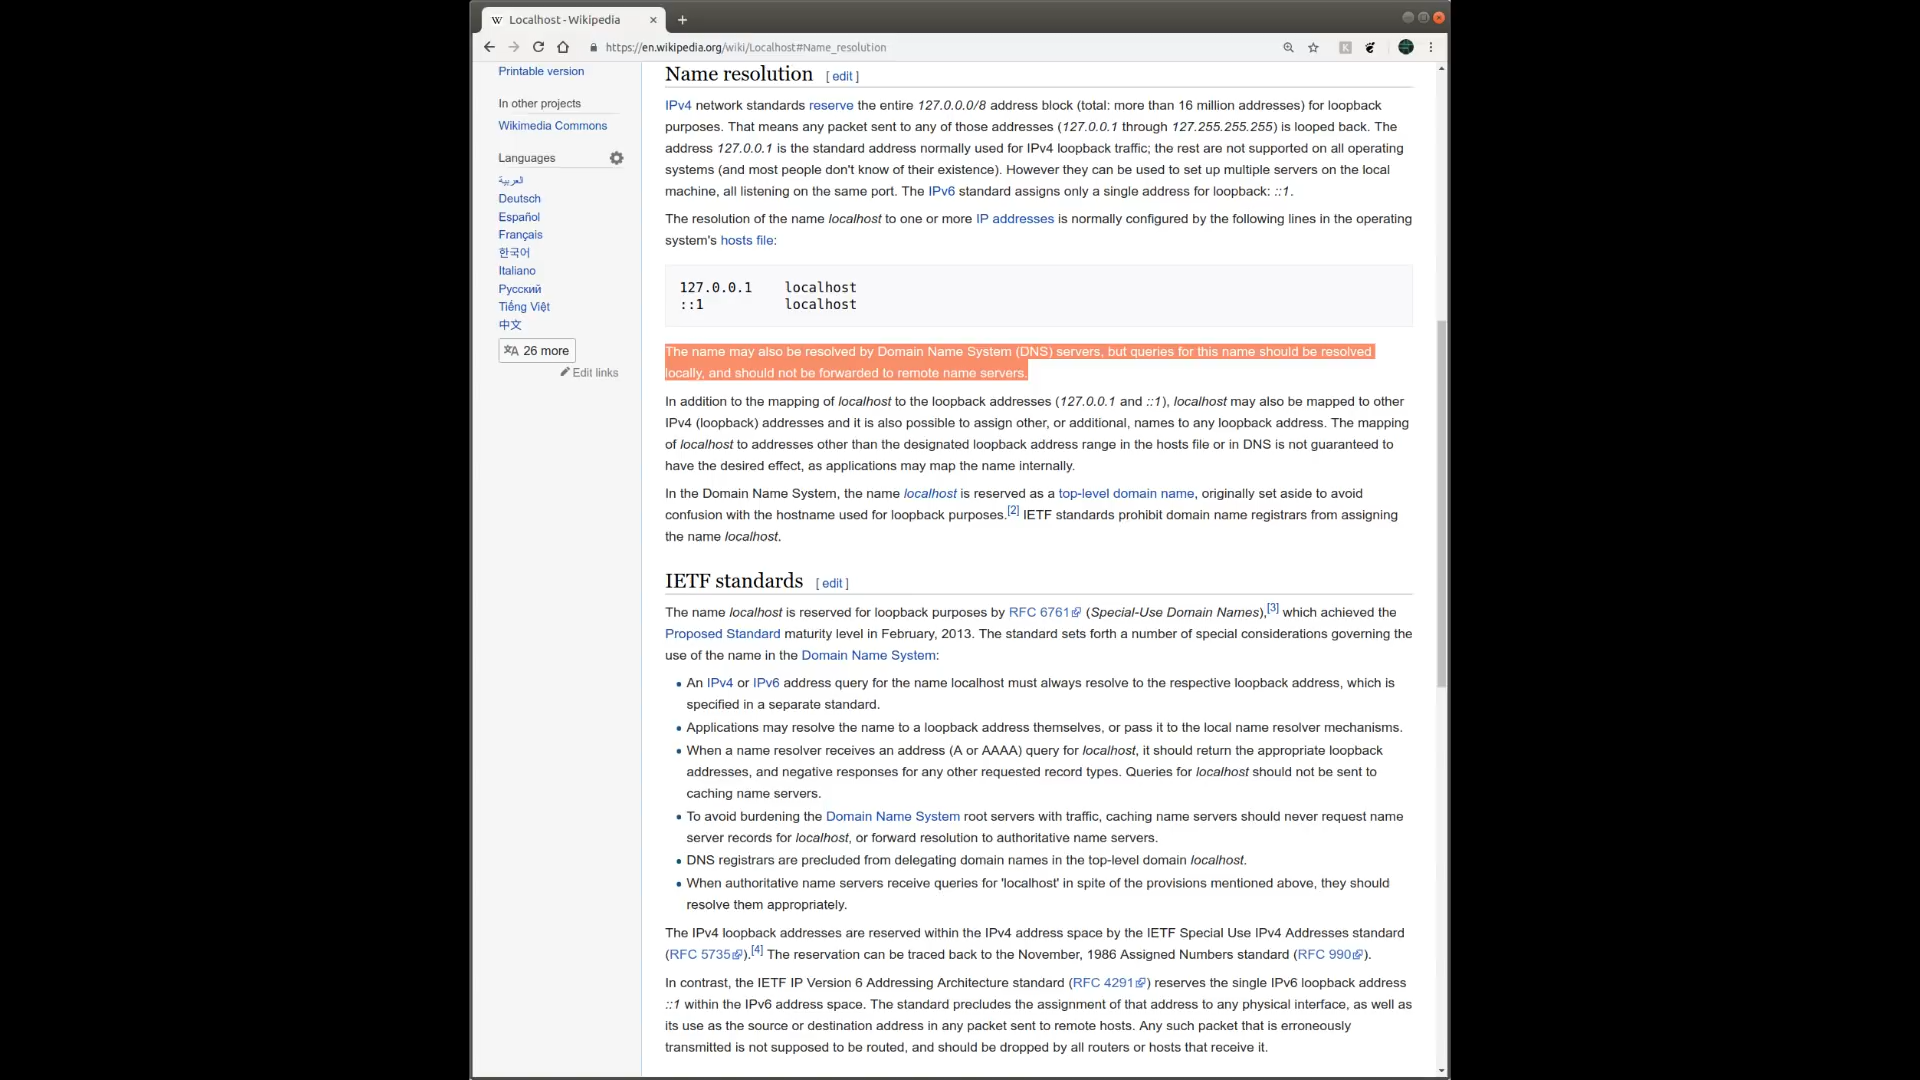 Localhost - Wikipedia
https://en.wikipedia.org/wiki/Localhost#Name_resolution
Printable version
In other projects
Wikimedia Commons
Languages
العربية
Deutsch
Español
Français
한국어
Italiano
Русский
Tiếng Việt
中文
26 more
Edit links
Name resolution [ edit ]
IPv4 network standards reserve the entire 127.0.0.0/8 address block (total: more than 16 million addresses) for loopback
purposes. That means any packet sent to any of those addresses (127.0.0.1 through 127.255.255.255) is looped back. The
address 127.0.0.1 is the standard address normally used for IPv4 loopback traffic; the rest are not supported on all operating
systems (and most people don't know of their existence). However they can be used to set up multiple servers on the local
machine, all listening on the same port. The IPv6 standard assigns only a single address for loopback: ::1.
The resolution of the name localhost to one or more IP addresses is normally configured by the following lines in the operating
system's hosts file:
127.0.0.1 localhost
::1 localhost
The name may also be resolved by Domain Name System (DNS) servers, but queries for this name should be resolved
locally, and should not be forwarded to remote name servers.
In addition to the mapping of localhost to the loopback addresses (127.0.0.1 and ::1), localhost may also be mapped to other
IPv4 (loopback) addresses and it is also possible to assign other, or additional, names to any loopback address. The mapping
of localhost to addresses other than the designated loopback address range in the hosts file or in DNS is not guaranteed to
have the desired effect, as applications may map the name internally.
In the Domain Name System, the name localhost is reserved as a top-level domain name, originally set aside to avoid
confusion with the hostname used for loopback purposes.[2] IETF standards prohibit domain name registrars from assigning
the name localhost.
IETF standards [ edit ]
The name localhost is reserved for loopback purposes by RFC 6761 (Special-Use Domain Names),[3] which achieved the
Proposed Standard maturity level in February, 2013. The standard sets forth a number of special considerations governing the
use of the name in the Domain Name System:
• An IPv4 or IPv6 address query for the name localhost must always resolve to the respective loopback address, which is
specified in a separate standard.
• Applications may resolve the name to a loopback address themselves, or pass it to the local name resolver mechanisms.
• When a name resolver receives an address (A or AAAA) query for localhost, it should return the appropriate loopback
addresses, and negative responses for any other requested record types. Queries for localhost should not be sent to
caching name servers.
• To avoid burdening the Domain Name System root servers with traffic, caching name servers should never request name
server records for localhost, or forward resolution to authoritative name servers.
• DNS registrars are precluded from delegating domain names in the top-level domain localhost.
• When authoritative name servers receive queries for 'localhost' in spite of the provisions mentioned above, they should
resolve them appropriately.
The IPv4 loopback addresses are reserved within the IPv4 address space by the IETF Special Use IPv4 Addresses standard
(RFC 5735).[4] The reservation can be traced back to the November, 1986 Assigned Numbers standard (RFC 990).
In contrast, the IETF IP Version 6 Addressing Architecture standard (RFC 4291) reserves the single IPv6 loopback address
::1 within the IPv6 address space. The standard precludes the assignment of that address to any physical interface, as well as
its use as the source or destination address in any packet sent to remote hosts. Any such packet that is erroneously
transmitted is not supposed to be routed, and should be dropped by all routers or hosts that receive it.